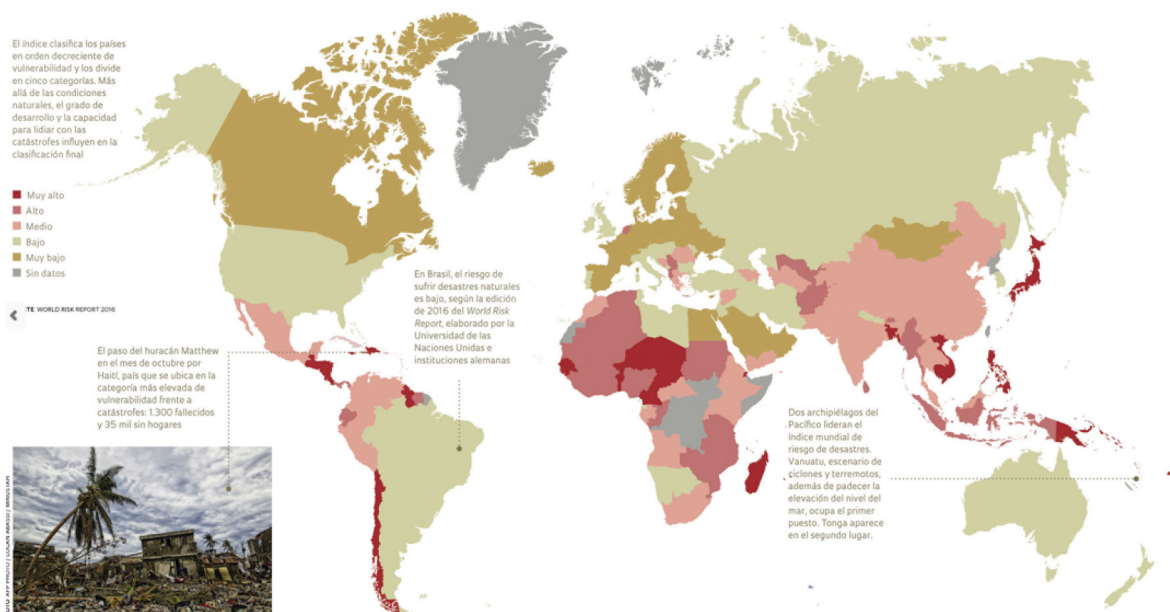 El índice clasifica los países
en orden decreciente de
vulnerabilidad y los divide
en cinco categorías. Más
allá de las condiciones
naturales, el grado de
desarrollo y la capacidad
para lidiar con las
catástrofes influyen en la
clasificación final
Muy alto
Alto
Medio
Bajo
Muy bajo
Sin datos
TE WORLD RISK REPORT 2016
En Brasil, el riesgo de
sufrir desastres naturales
es bajo, según la edición
de 2016 del World Risk
Report, elaborado por la
Universidad de las
Naciones Unidas e
instituciones alemanas
El paso del huracán Matthew
en el mes de octubre por
Haití, país que se ubica en la
categoría más elevada de
vulnerabilidad frente a
catástrofes: 1.300 fallecidos
y 35 mil sin hogares
Dos archipiélagos del
Pacífico lideran el
índice mundial de
riesgo de desastres.
Vanuatu, escenario de
ciclones y terremotos,
además de padecer la
elevación del nivel del
mar, ocupa el primer
puesto. Tonga aparece
en el segundo lugar.